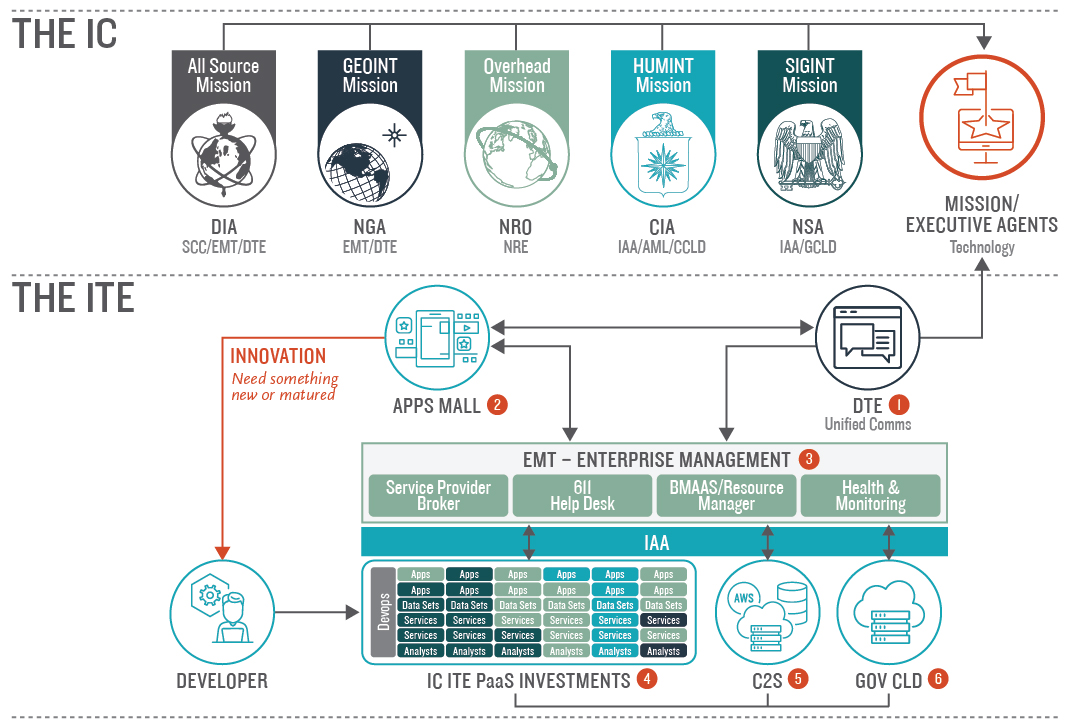 THE IC
All Source
Mission
GEOINT
Mission
Overhead
Mission
HUMINT
Mission
SIGINT
Mission
DIA
SCC/EMT/DTE
NGA
EMT/DTE
NRO
NRE
CIA
IAA/AML/CCLD
NSA
IAA/GCLD
MISSION/
EXECUTIVE AGENTS
Technology
THE ITE
INNOVATION
Need something
new or matured
APPS MALL 2
DTE 1
Unified Comms
EMT – ENTERPRISE MANAGEMENT 3
Service Provider
Broker
611
Help Desk
BMAAS/Resource
Manager
Health &
Monitoring
IAA
Devops
Apps Apps Apps Apps Apps Apps
Apps Apps Apps Apps Apps Apps
Data Sets Data Sets Data Sets Data Sets Data Sets Data Sets
Services Services Services Services Services Services
Services Services Services Services Services Services
Analysts Analysts Analysts Analysts Analysts Analysts
AWS
DEVELOPER
IC ITE PaaS INVESTMENTS 4
C2S 5
GOV CLD 6